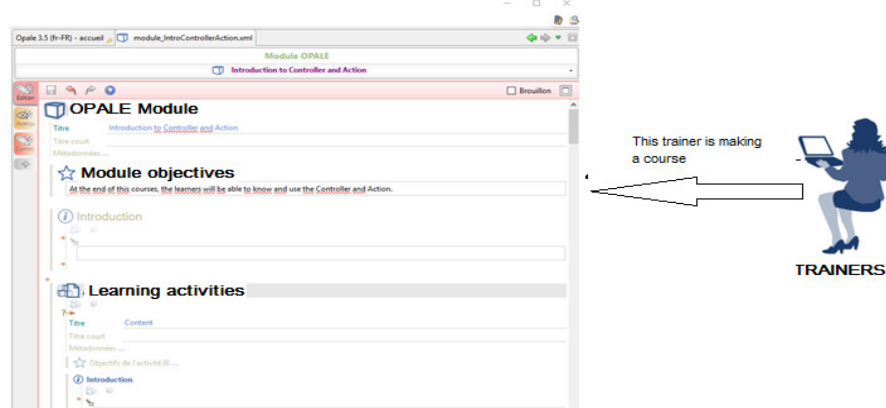 Opale 3.5 (fr-FR) - accueil
module_IntroControllerAction.xml
Module OPALE
Introduction to Controller and Action
Edition
Brouillon
OPALE Module
Titre Introduction to Controller and Action
Titre court
Métadonnées...
Module objectives
At the end of this courses, the learners will be able to know and use the Controller and Action.
Introduction
Learning activities
Titre Content
Titre court
Métadonnées ...
Objectifs de l'activité
Introduction
This trainer is making
a course
TRAINERS